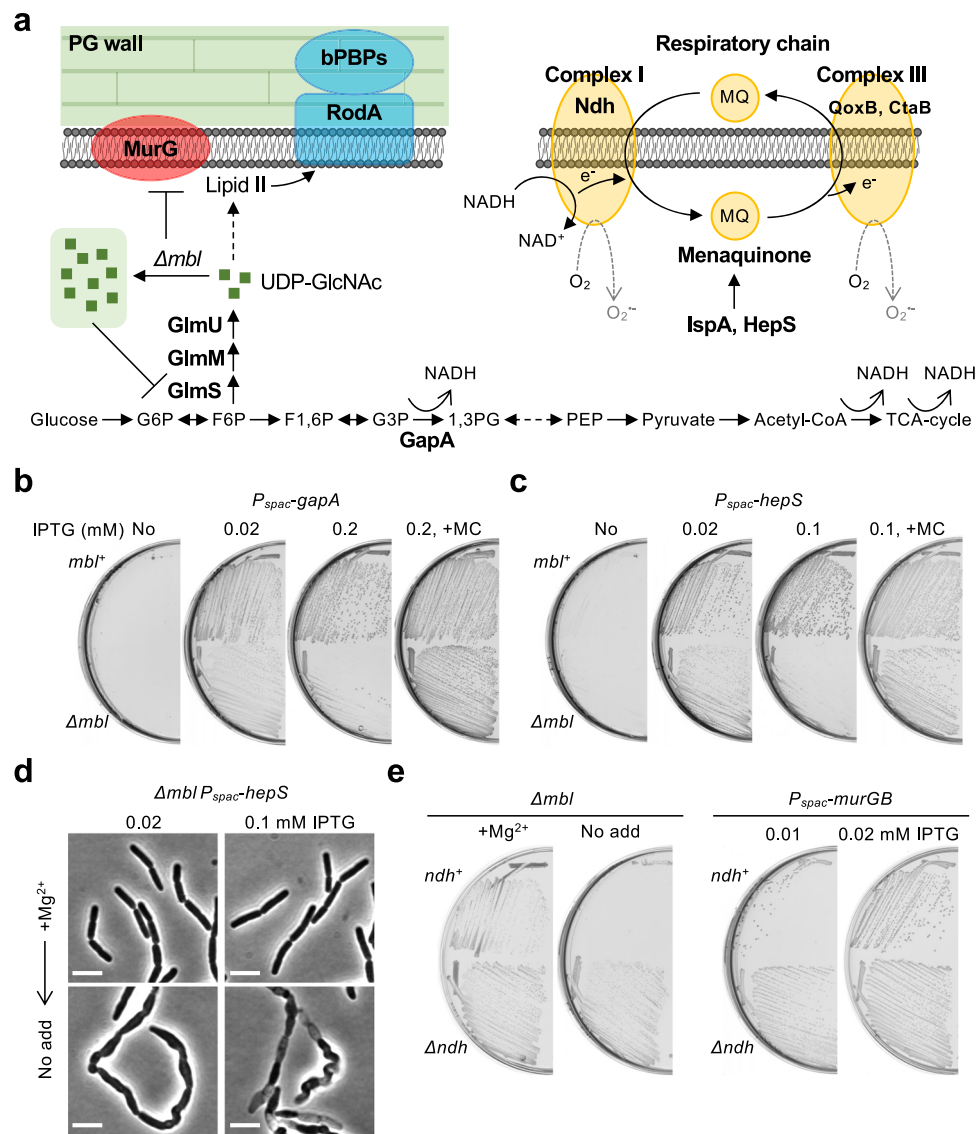 a
PG wall
bPBPs
RodA
MurG
Lipid II
Δmbl
UDP-GlcNAc
GlmU
GlmM
GlmS
Respiratory chain
Complex I
Ndh
MQ
Complex III
QoxB, CtaB
e-
e-
NADH
NAD+
MQ
Menaquinone
O2
O2•−
O2
O2•−
IspA, HepS
NADH
NADH
NADH
Glucose G6P F6P F1,6P G3P 1,3PG PEP Pyruvate Acetyl-CoA TCA-cycle
GapA
b
Pspac-gapA
IPTG (mM) No 0.02 0.2 0.2, +MC
mbl+
Δmbl
c
Pspac-hepS
No 0.02 0.1 0.1, +MC
mbl+
Δmbl
d
Δmbl Pspac-hepS
0.02 0.1 mM IPTG
+Mg2+
No add
e
Δmbl
+Mg2+ No add
ndh+
Δndh
Pspac-murGB
0.01 0.02 mM IPTG
ndh+
Δndh